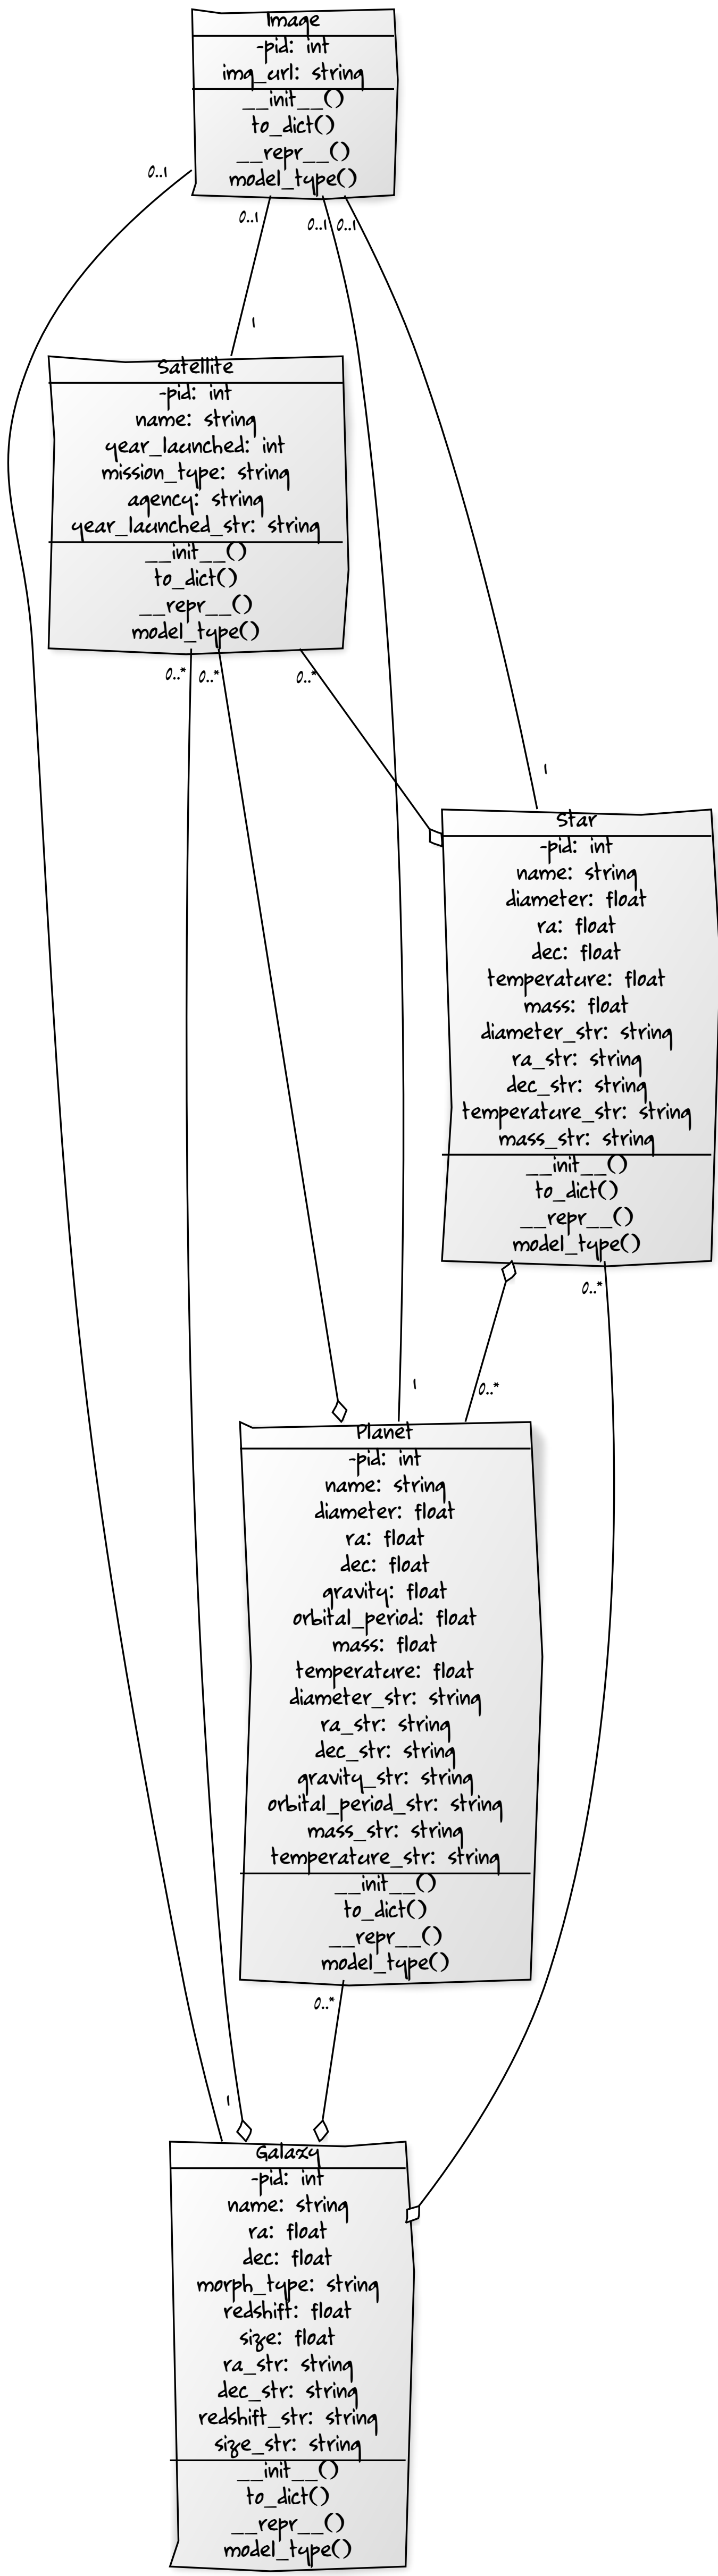 Image
-pid: int
img_url: string
__init__()
to_dict()
__repr__()
model_type()
0..1
0..1
0..1 0..1
1
Satellite
-pid: int
name: string
year_launched: int
mission_type: string
agency: string
year_launched_str: string
__init__()
to_dict()
__repr__()
model_type()
0..* 0..* 0..*
1
Star
-pid: int
name: string
diameter: float
ra: float
dec: float
temperature: float
mass: float
diameter_str: string
ra_str: string
dec_str: string
temperature_str: string
mass_str: string
__init__()
to_dict()
__repr__()
model_type()
0..*
1
0..*
Planet
-pid: int
name: string
diameter: float
ra: float
dec: float
gravity: float
orbital_period: float
mass: float
temperature: float
diameter_str: string
ra_str: string
dec_str: string
gravity_str: string
orbital_period_str: string
mass_str: string
temperature_str: string
__init__()
to_dict()
__repr__()
model_type()
0..*
1
Galaxy
-pid: int
name: string
ra: float
dec: float
morph_type: string
redshift: float
size: float
ra_str: string
dec_str: string
redshift_str: string
size_str: string
__init__()
to_dict()
__repr__()
model_type()